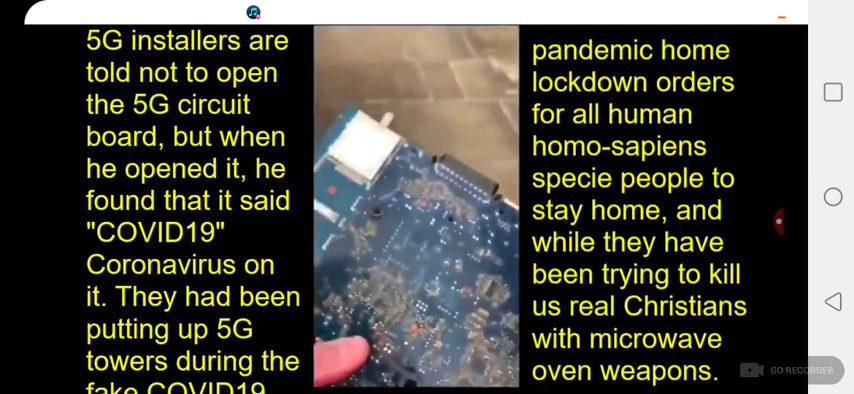 5G installers are
told not to open
the 5G circuit
board, but when
he opened it, he
found that it said
"COVID19"
Coronavirus on
it. They had been
putting up 5G
towers during the
fake COVID19
pandemic home
lockdown orders
for all human
homo-sapiens
specie people to
stay home, and
while they have
been trying to kill
us real Christians
with microwave
oven weapons.
GO RECORDER